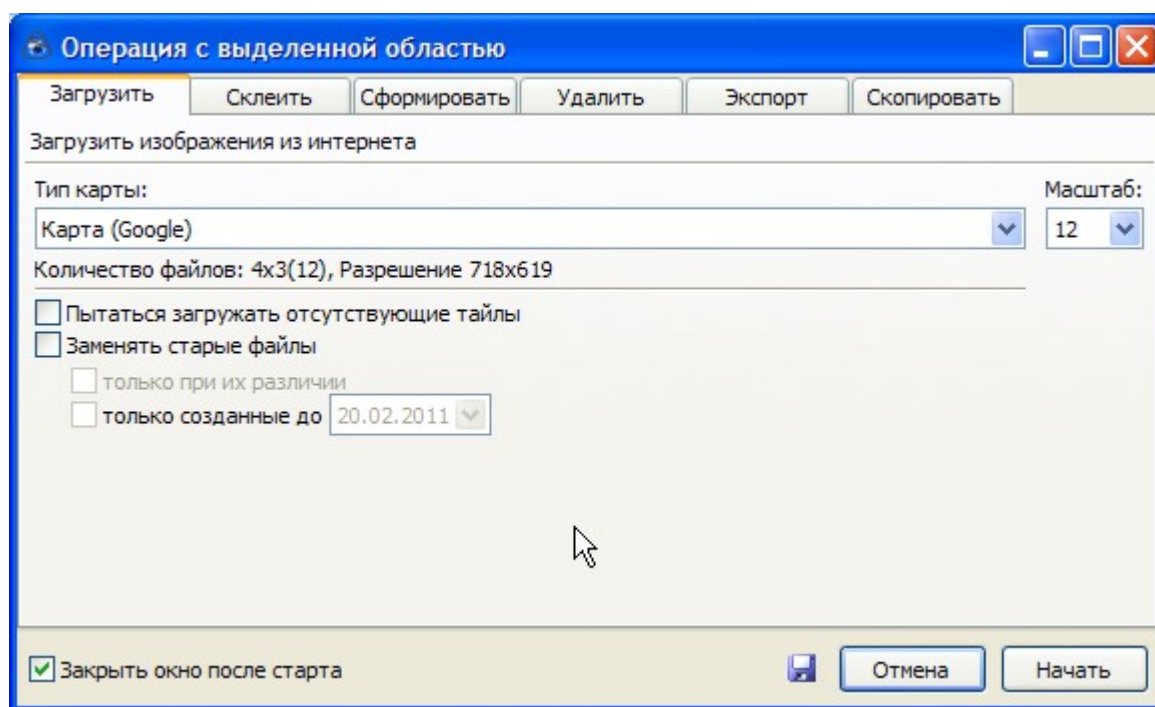 Операция с выделенной областью
Загрузить Склеить Сформировать Удалить Экспорт Скопировать
Загрузить изображения из интернета
Тип карты: Масштаб:
Карта (Google) 12
Количество файлов: 4x3(12), Разрешение 718x619
Пытаться загружать отсутствующие тайлы
Заменять старые файлы
только при их различии
только созданные до 20.02.2011
Закрыть окно после старта Отмена Начать